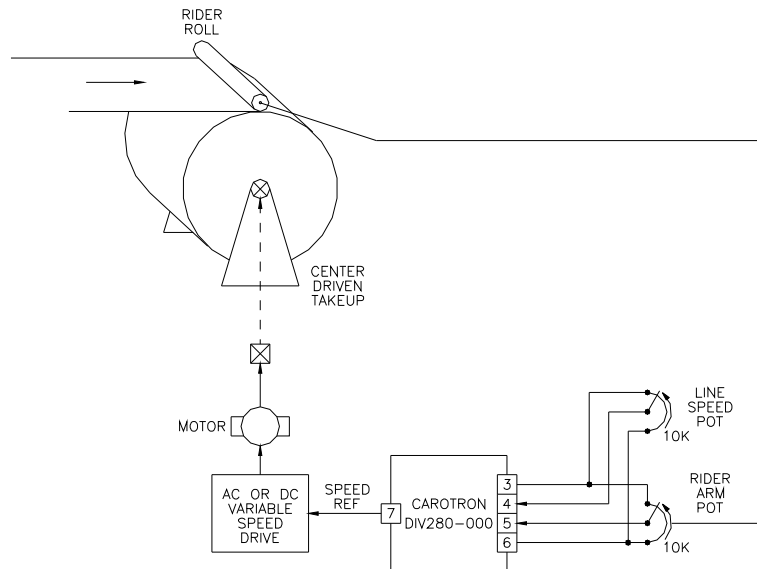 RIDER
ROLL
CENTER
DRIVEN
TAKEUP
MOTOR
LINE
SPEED
POT
10K
AC OR DC
VARIABLE
SPEED
DRIVE
SPEED
REF
7
CAROTRON
DIV280-000
3
4
5
6
RIDER
ARM
POT
10K